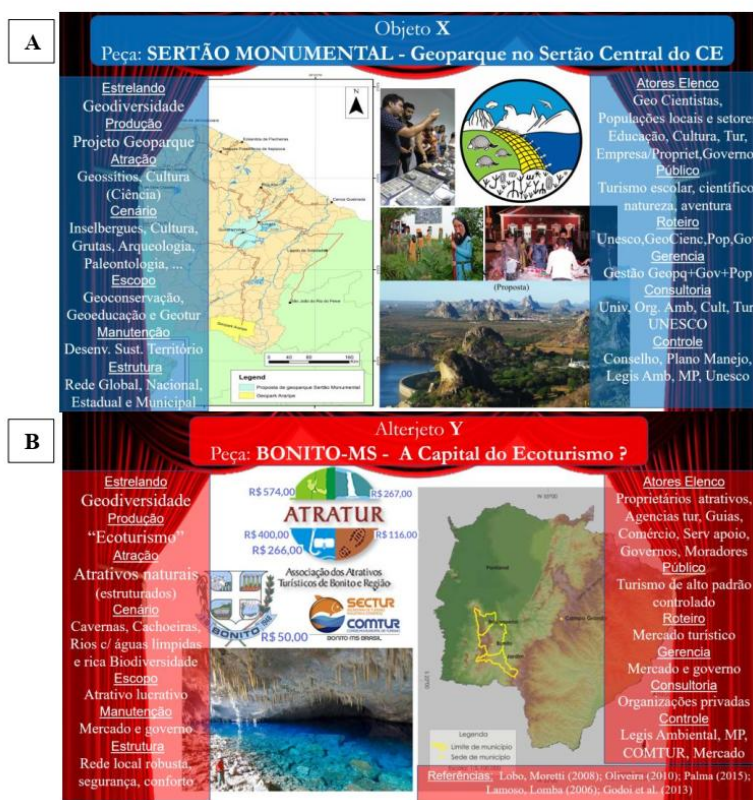 A
Objeto X
Peça: SERTÃO MONUMENTAL - Geoparque no Sertão Central do CE
Estrelando
Geodiversidade
Produção
Projeto Geoparque
Atração
Geossítios, Cultura
(Ciência)
Cenário
Inselbergues, Cultura,
Grutas, Arqueologia,
Paleontologia, ...
Escopo
Geoconservação,
Geoeducação e Geotur
Manutenção
Desenv. Sust. Território
Estrutura
Rede Global, Nacional,
Estadual e Municipal
N
Legend
Proposta de geoparque Sertão Monumental
Geopark Araripe
(Proposta)
Atores Elenco
Geo Cientistas,
Populações locais e setores
Educação, Cultura, Tur,
Empresa/Propriet,Governo
Público
Turismo escolar, científico,
natureza, aventura
Roteiro
Unesco,GeoCienc,Pop,Gov
Gerencia
Gestão Geopq+Gov+Pop
Consultoria
Univ, Org. Amb, Cult, Tur,
UNESCO
Controle
Conselho, Plano Manejo,
Legis Amb, MP, Unesco
B
Alterjeto Y
Peça: BONITO-MS - A Capital do Ecoturismo ?
Estrelando
Geodiversidade
Produção
“Ecoturismo”
Atração
Atrativos naturais
(estruturados)
Cenário
Cavernas, Cachoeiras,
Rios c/ águas límpidas
e rica Biodiversidade
Escopo
Atrativo lucrativo
Manutenção
Mercado e governo
Estrutura
Rede local robusta,
segurança, conforto
R$ 574,00
R$ 267,00
ATRATUR
R$ 400,00
R$ 116,00
R$ 266,00
Associação dos Atrativos
Turísticos de Bonito e Região
SECTUR
COMTUR
BONITO
BONITO MS BRASIL
R$ 50,00
Legenda
Limite de município
Sede de município
Atores Elenco
Proprietários atrativos,
Agencias tur, Guias,
Comércio, Serv apoio,
Governos, Moradores
Público
Turismo de alto padrão
controlado
Roteiro
Mercado turístico
Gerencia
Mercado e governo
Consultoria
Organizações privadas
Controle
Legis Ambiental, MP,
COMTUR, Mercado
Referências: Lobo, Moretti (2008); Oliveira (2010); Palma (2015);
Lamoso, Lomba (2006); Godoi et al. (2013)